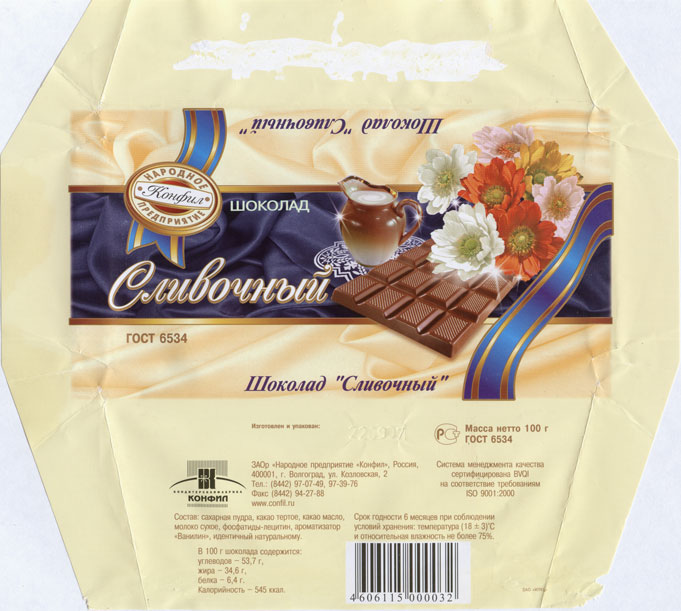 Шоколад "Сливочный"
НАРОДНОЕ
Конфил
ПРЕДПРИЯТИЕ
ШОКОЛАД
Сливочный
ГОСТ 6534
Шоколад "Сливочный"
Изготовлен и упакован:
РС
Масса нетто 100 г
ГОСТ 6534
КОНДИТЕРСКАЯ ФАБРИКА
КОНФИЛ
ЗАОр «Народное предприятие «Конфил», Россия,
400001, г. Волгоград, ул. Козловская, 2
Тел.: (8442) 97-07-49, 97-39-76
Факс (8442) 94-27-88
www.confil.ru
Система менеджмента качества
сертифицирована BVQI
на соответствие требованиям
ISO 9001:2000
Состав: сахарная пудра, какао тертое, какао масло,
молоко сухое, фосфатиды-лецитин, ароматизатор
«Ванилин», идентичный натуральному.
Срок годности 6 месяцев при соблюдении
условий хранения: температура (18 ± 3)°С
и относительная влажность не более 75%.
В 100 г шоколада содержится:
углеводов – 53,7 г,
жира – 34,6 г,
белка – 6,4 г.
Калорийность – 545 ккал.
4 606115 000032